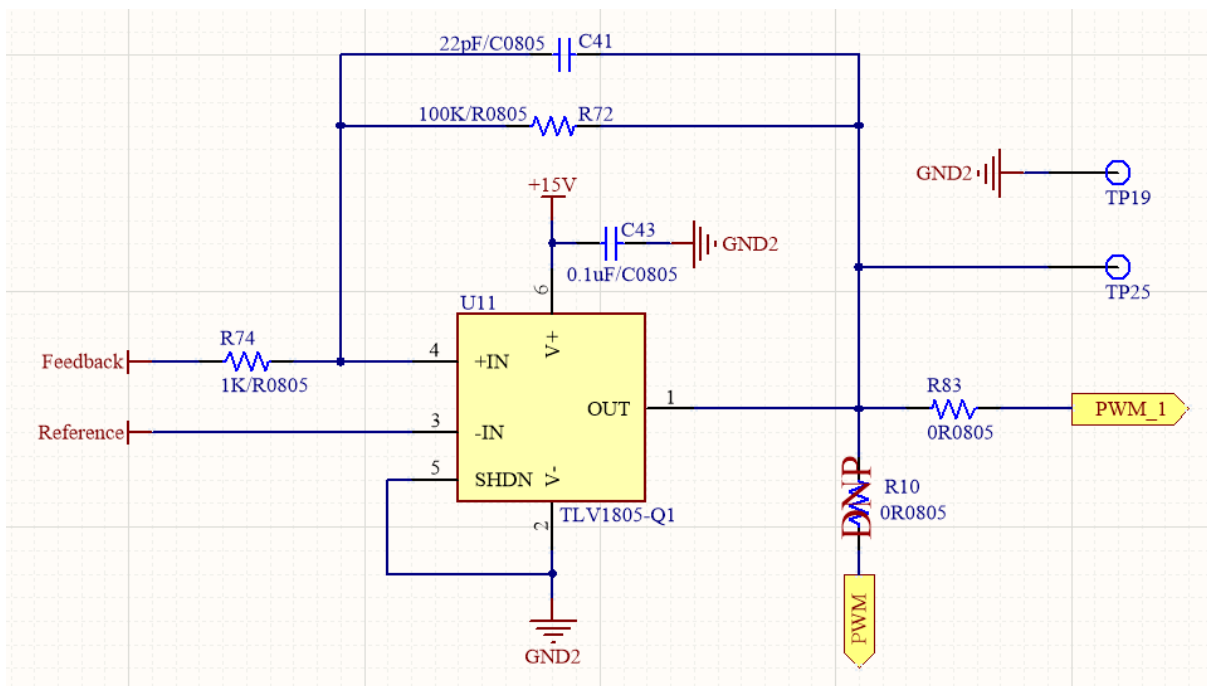 22pF/C0805
C41
100K/R0805
R72
+15V
GND2
TP19
C43
GND2
0.1uF/C0805
TP25
6
U11
V+
R74
Feedback
4
+IN
1K/R0805
R83
OUT
1
PWM_1
Reference
3
-IN
0R0805
5
SHDN
V-
DNP
R10
0R0805
2
TLV1805-Q1
PWM
GND2